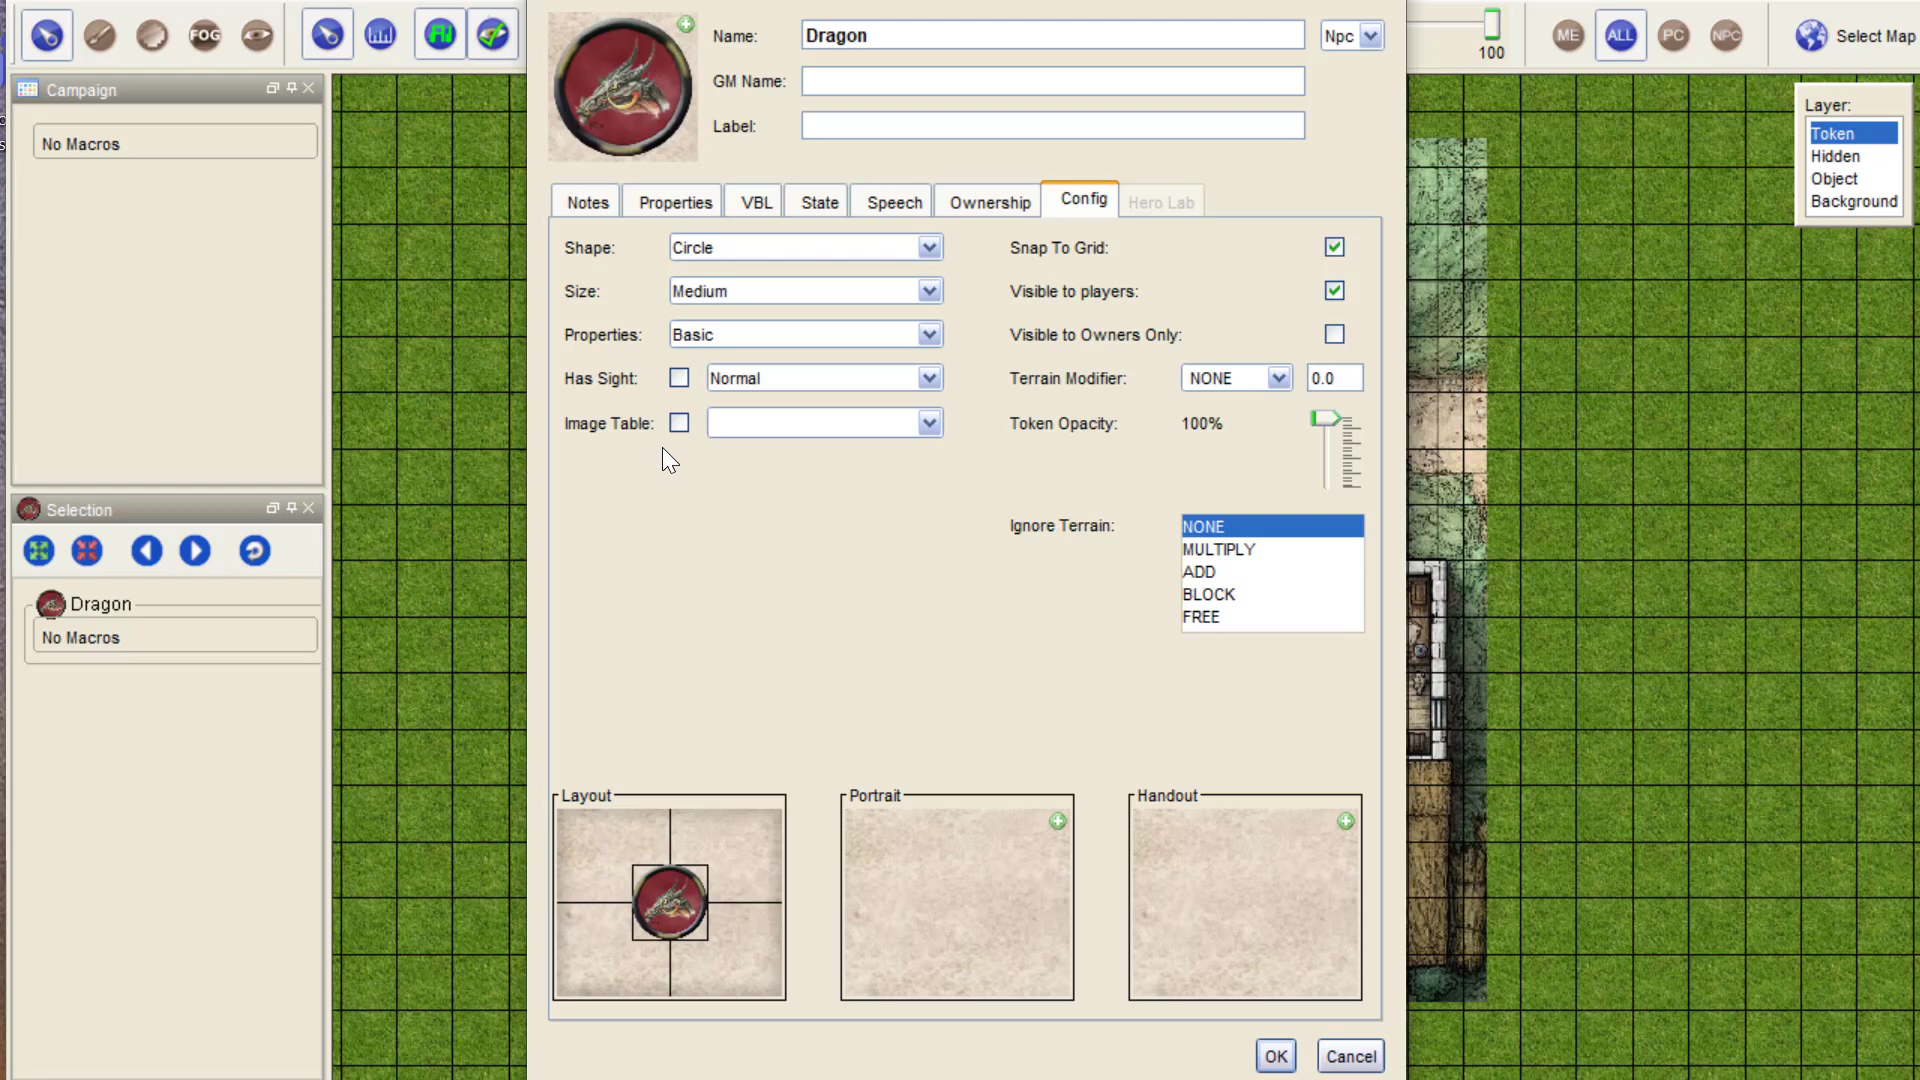 FOG
100
ME
ALL
PC
NPC
Select Map
Campaign
No Macros
Selection
Dragon
No Macros
Name:
Dragon
Npc
GM Name:
Label:
Notes
Properties
VBL
State
Speech
Ownership
Config
Hero Lab
Shape:
Circle
Snap To Grid:
Size:
Medium
Visible to players:
Properties:
Basic
Visible to Owners Only:
Has Sight:
Normal
Terrain Modifier:
NONE
0.0
Image Table:
Token Opacity:
100%
Ignore Terrain:
NONE
MULTIPLY
ADD
BLOCK
FREE
Layout
Portrait
Handout
OK
Cancel
Layer:
Token
Hidden
Object
Background